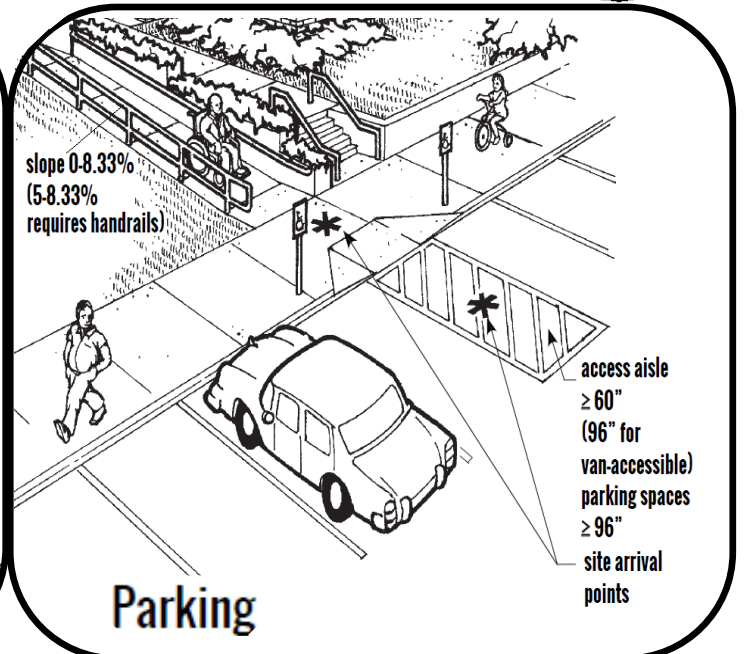 slope 0-8.33%
(5-8.33%
requires handrails)
access aisle
≥ 60”
(96” for
van-accessible)
parking spaces
≥ 96”
site arrival
points
Parking